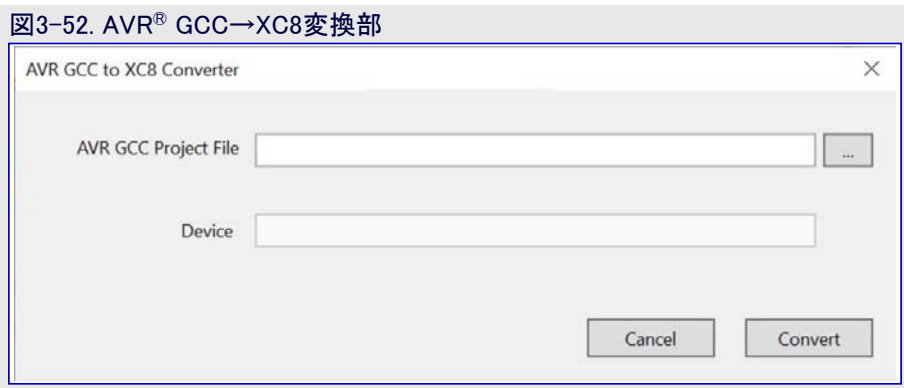 図3-52. AVR® GCC→XC8変換部
AVR GCC to XC8 Converter
AVR GCC Project File
...
Device
Cancel Convert